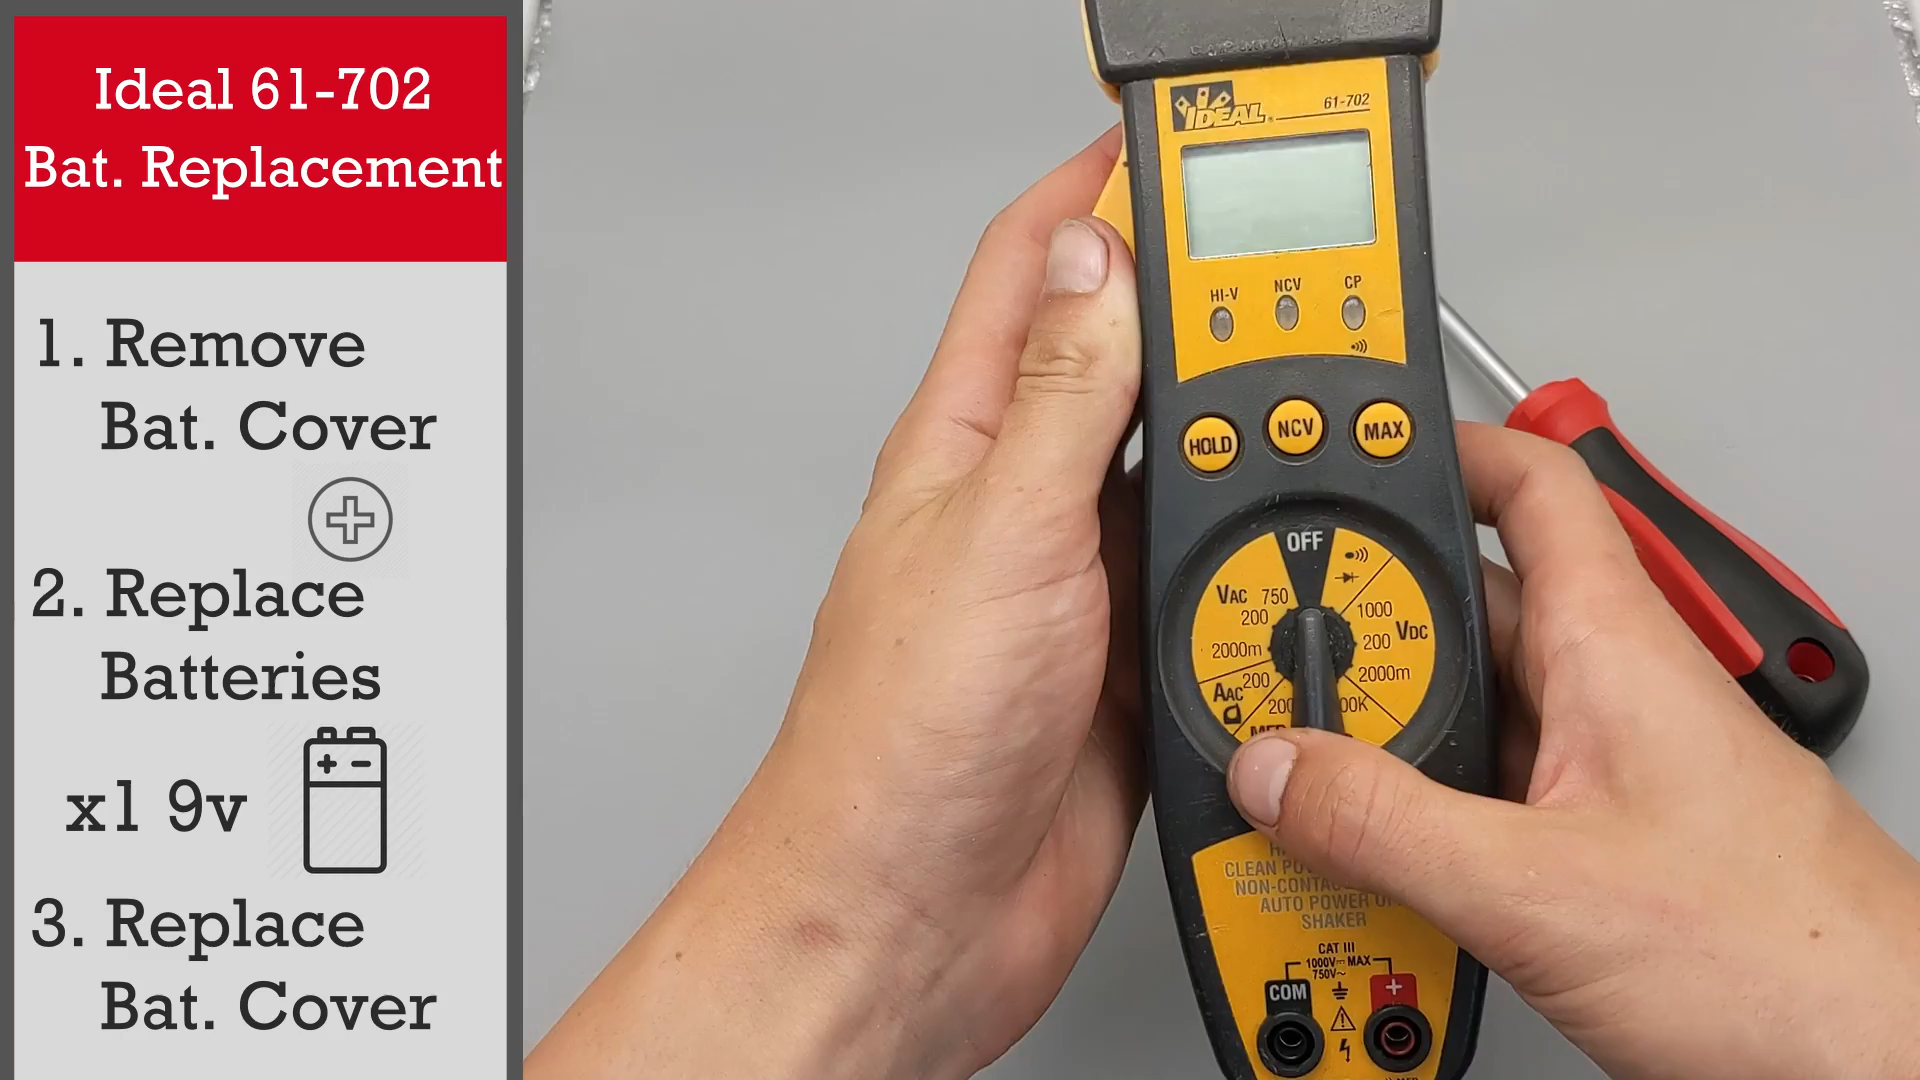 Ideal 61-702
Bat. Replacement
1. Remove
Bat. Cover
2. Replace
Batteries
x1 9v
3. Replace
Bat. Cover
IDEAL
61-702
HI-V
NCV
CP
HOLD
NCV
MAX
OFF
VAC 750
200
2000m
1000
200 VDC
2000m
AAC 200
200
00K
CLEAN
AUTO POWER
SHAKER
CAT III
1000V⎓ MAX
750V~
COM
+